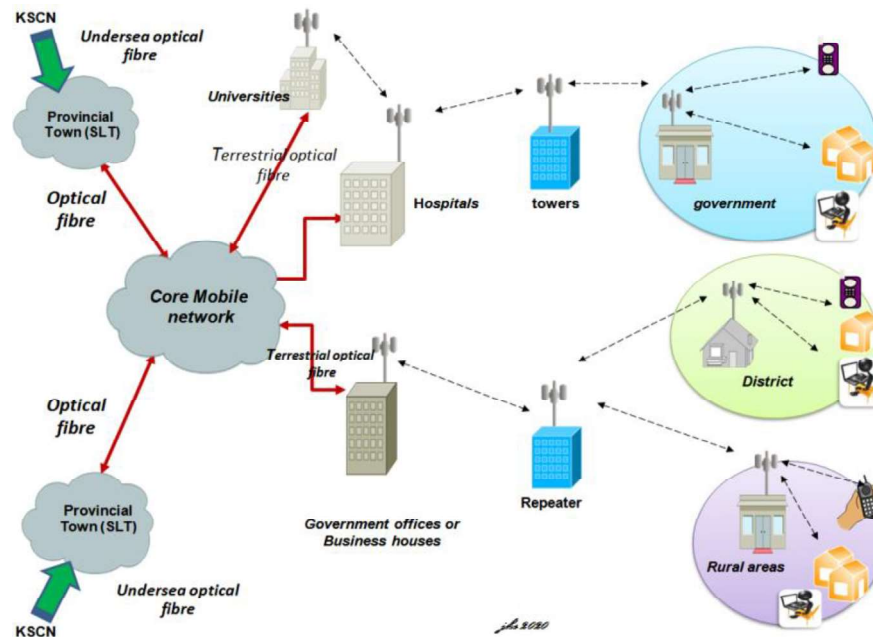 KSCN
Undersea optical
fibre
Provincial
Town (SLT)
Universities
Terrestrial optical
fibre
Optical
fibre
Hospitals
towers
government
Core Mobile
network
Terrestrial optical
fibre
District
Optical
fibre
Provincial
Town (SLT)
Repeater
Government offices or
Business houses
Rural areas
Undersea optical
fibre
KSCN
jhs 2020